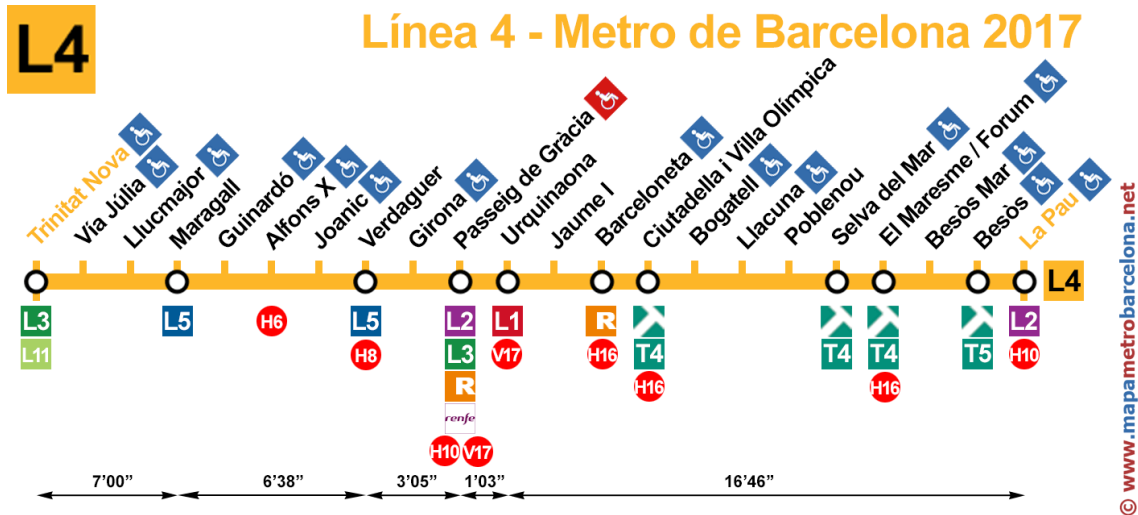 L4
Línea 4 - Metro de Barcelona 2017
Trinitat Nova
Vía Júlia
Llucmajor
Maragall
Guinardó
Alfons X
Joanic
Verdaguer
Girona
Passeig de Gràcia
Urquinaona
Jaume I
Barceloneta
Ciutadella i Villa Olímpica
Bogatell
Llacuna
Poblenou
Selva del Mar
El Maresme / Forum
Besòs Mar
Besòs
La Pau
L4
L3
L11
L5
H6
L5
H8
L2
L3
R
renfe
H10
V17
L1
V17
R
H16
T4
H16
T4
T4
H16
T5
L2
H10
7’00”
6’38”
3’05”
1’03”
16’46”
© www.mapametrobarcelona.net